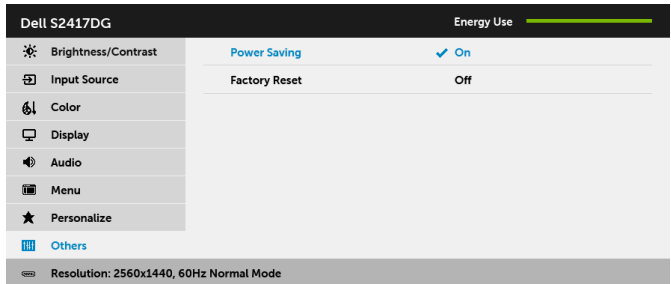 Dell S2417DG Energy Use
Brightness/Contrast Power Saving On
Input Source Factory Reset Off
Color
Display
Audio
Menu
Personalize
Others
Resolution: 2560x1440, 60Hz Normal Mode